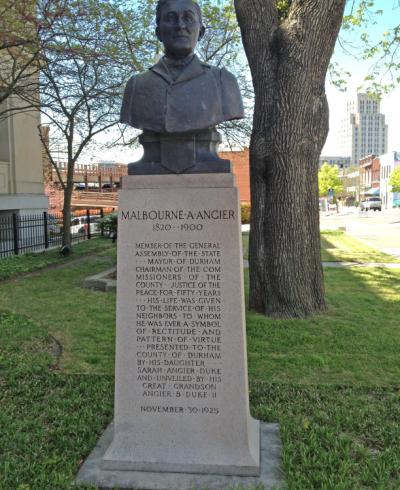 MALBOURNE·A·ANGIER
1820··1900
MEMBER OF THE GENERAL
ASSEMBLY OF THE STATE
···MAYOR OF DURHAM
CHAIRMAN OF THE COM
MISSIONERS OF THE
COUNTY·JUSTICE OF THE
PEACE·FOR·FIFTY·YEARS
···HIS·LIFE·WAS GIVEN
TO THE SERVICE OF HIS
NEIGHBORS TO WHOM
HE WAS EVER A SYMBOL
OF RECTITUDE AND
PATTERN OF VIRTUE
···PRESENTED·TO·THE
COUNTY OF DURHAM
BY HIS DAUGHTER
SARAH ANGIER DUKE
AND UNVEILED BY HIS
GREAT GRANDSON
ANGIER B DUKE II
NOVEMBER·30·1925